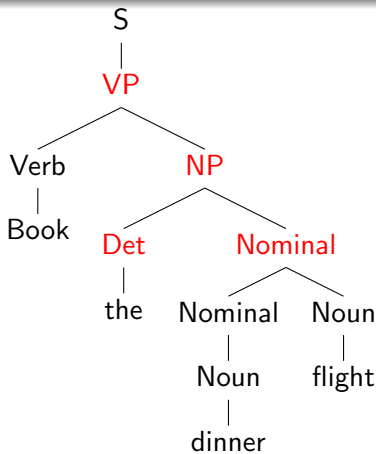 S
VP
Verb NP
Book Det Nominal
the Nominal Noun
Noun flight
dinner